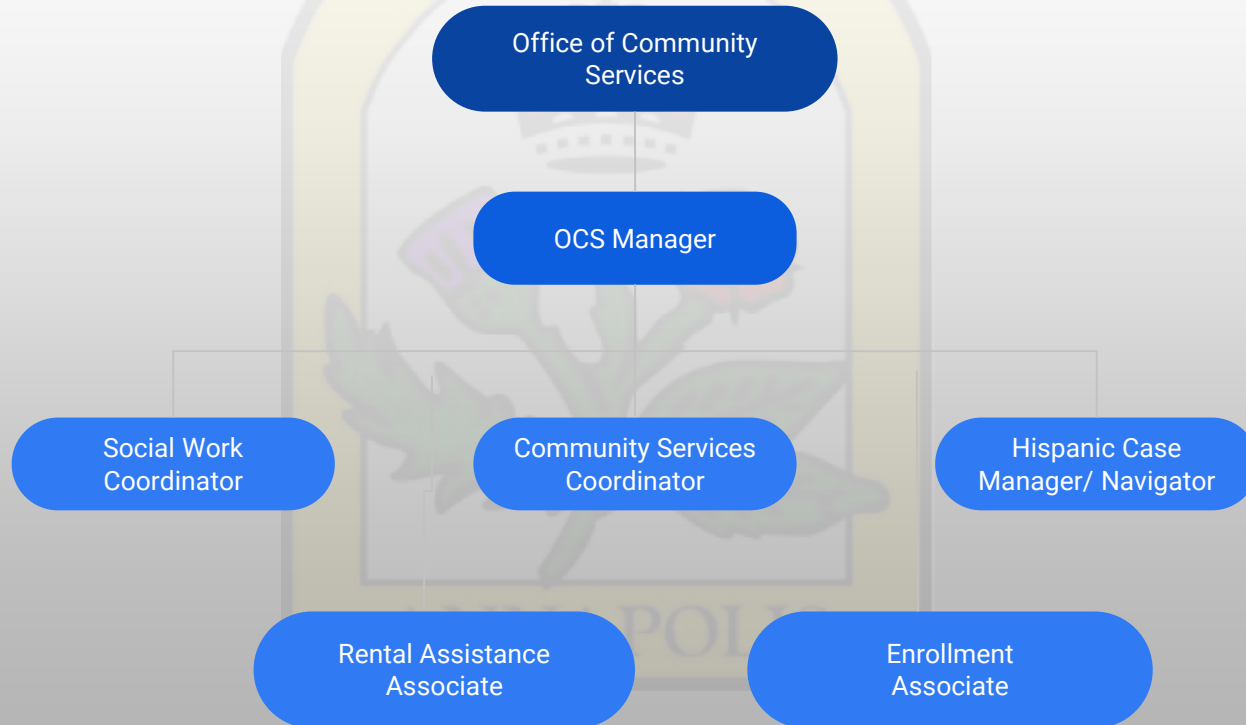 Office of Community
Services
OCS Manager
Social Work
Coordinator
Community Services
Coordinator
Hispanic Case
Manager/ Navigator
Rental Assistance
Associate
Enrollment
Associate
ANNAPOLIS